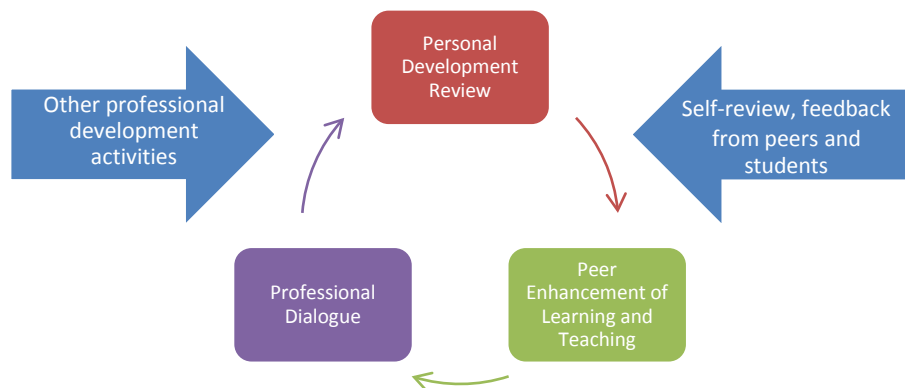 Personal
Development
Review
Other professional
development
activities
Self-review, feedback
from peers and
students
Professional
Dialogue
Peer
Enhancement of
Learning and
Teaching